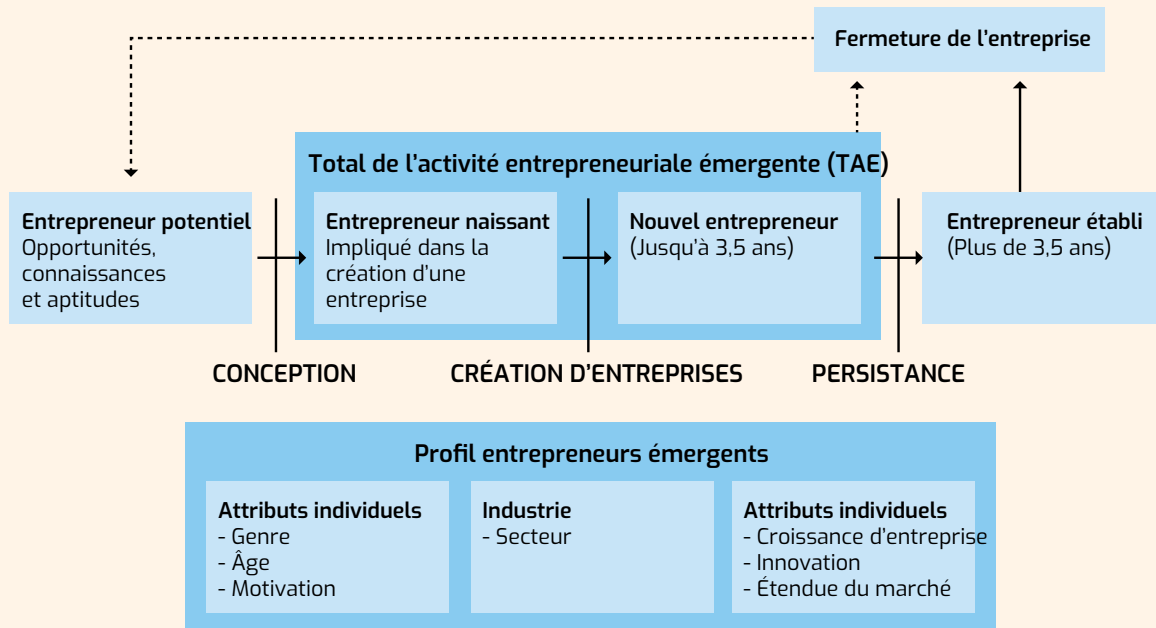 Fermeture de l'entreprise
Total de l'activité entrepreneuriale émergente (TAE)
Entrepreneur potentiel
Opportunités,
connaissances
et aptitudes
Entrepreneur naissant
Impliqué dans la
création d'une
entreprise
Nouvel entrepreneur
(Jusqu'à 3,5 ans)
Entrepreneur établi
(Plus de 3,5 ans)
CONCEPTION
CRÉATION D'ENTREPRISES
PERSISTANCE
Profil entrepreneurs émergents
Attributs individuels
- Genre
- Âge
- Motivation
Industrie
- Secteur
Attributs individuels
- Croissance d'entreprise
- Innovation
- Étendue du marché